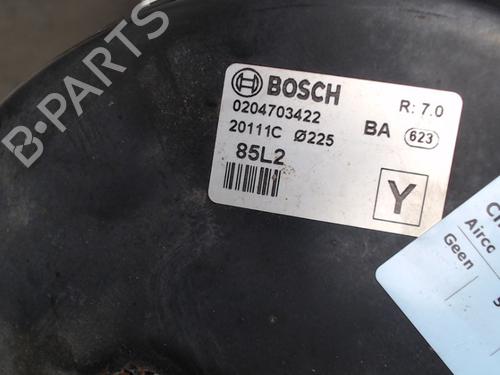 B-PARTS
BOSCH
R: 7.0
0204703422
20111C Ø225
BA 623
85L2
Y
Airco
Geen